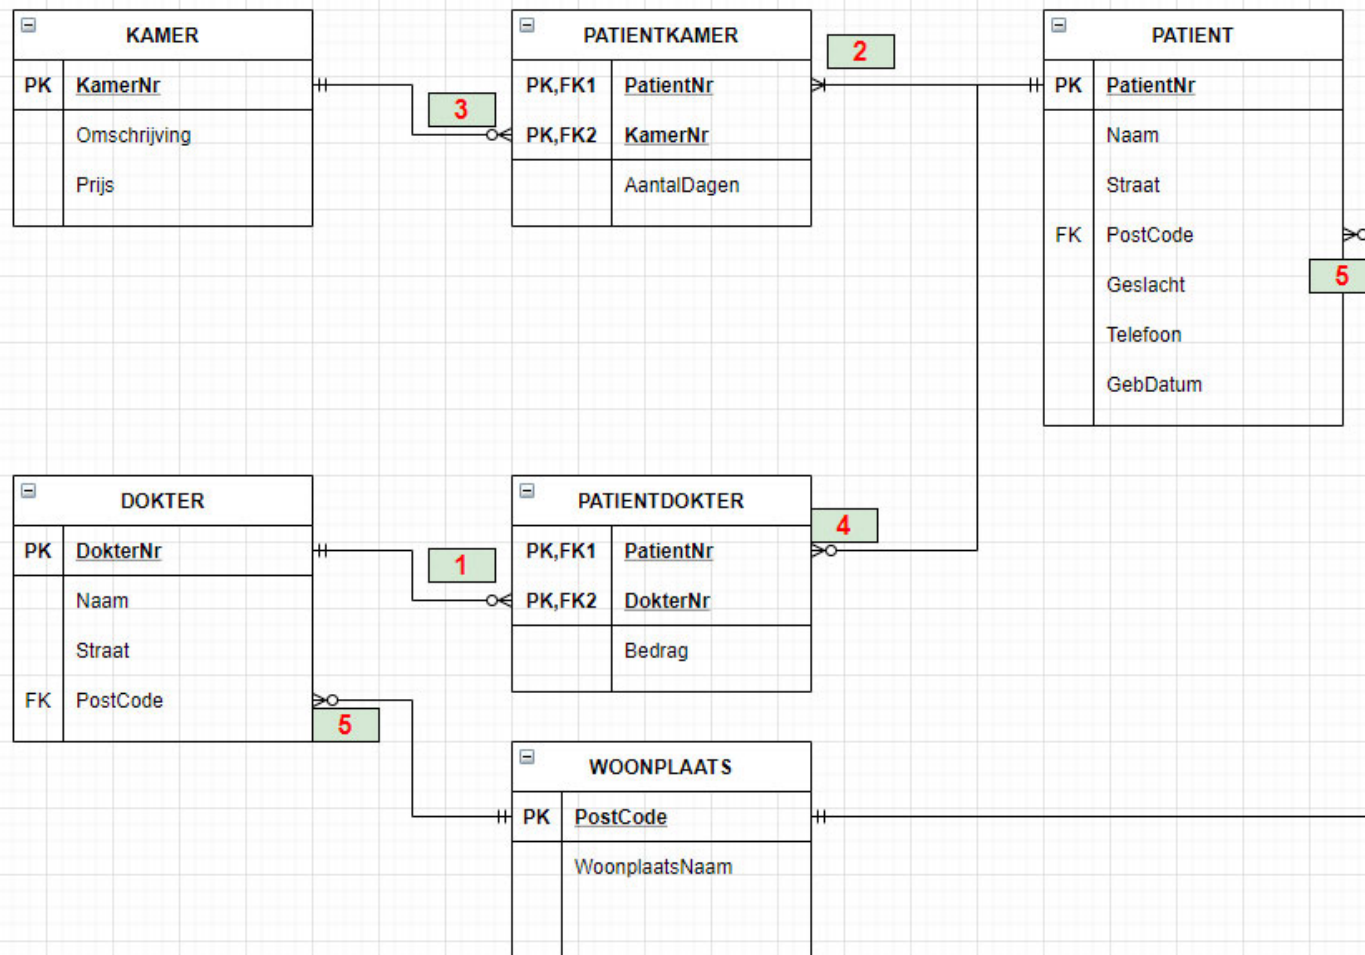 KAMER
PK KamerNr
Omschrijving
Prijs
3
PATIENTKAMER
PK,FK1 PatientNr
PK,FK2 KamerNr
AantalDagen
2
PATIENT
PK PatientNr
Naam
Straat
FK PostCode
Geslacht
Telefoon
GebDatum
5
DOKTER
PK DokterNr
Naam
Straat
FK PostCode
5
1
PATIENTDOKTER
PK,FK1 PatientNr
PK,FK2 DokterNr
Bedrag
4
WOONPLAATS
PK PostCode
WoonplaatsNaam